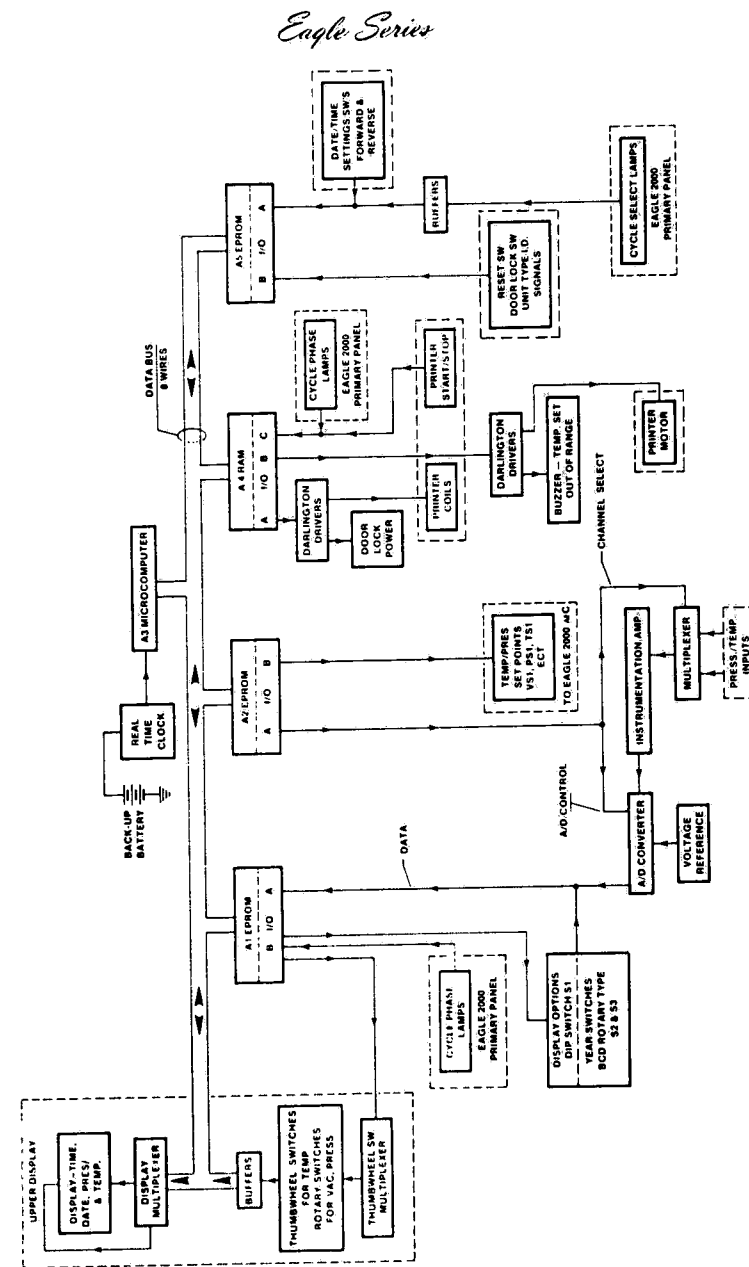 Eagle Series
DATE/TIME
SETTINGS SW'S
FORWARD &
REVERSE
BUFFERS
CYCLE SELECT LAMPS
EAGLE 2000
PRIMARY PANEL
A5 EPROM
A
I/O
B
RESET SW
DOOR LOCK SW
UNIT TYPE I.D.
SIGNALS
DATA BUS
8 WIRES
CYCLE PHASE
LAMPS
EAGLE 2000
PRIMARY PANEL
PRINTER
START/STOP
A4 RAM
C
B
I/O
A
DARLINGTON
DRIVERS
DOOR
LOCK
POWER
PRINTER
COILS
DARLINGTON
DRIVERS
BUZZER — TEMP. SET
OUT OF RANGE
PRINTER
MOTOR
A3 MICROCOMPUTER
REAL
TIME
CLOCK
BACK-UP
BATTERY
A2 EPROM
B
I/O
A
TEMP/PRES
SET POINTS
VS1, PS1, TS1
ECT
TO EAGLE 2000 MC
CHANNEL SELECT
INSTRUMENTATION AMP.
MULTIPLEXER
PRESS./TEMP.
INPUTS
A/D CONTROL
A/D CONVERTER
VOLTAGE
REFERENCE
DATA
A1 EPROM
A
I/O
B
CYCLE PHASE
LAMPS
EAGLE 2000
PRIMARY PANEL
DISPLAY OPTIONS
DIP SWITCH S1
YEAR SWITCHES
BCD ROTARY TYPE
S2 & S3
UPPER DISPLAY
DISPLAY-TIME,
DATE, PRES/
& TEMP.
DISPLAY
MULTIPLEXER
BUFFERS
THUMBWHEEL SWITCHES
FOR TEMP
ROTARY SWITCHES
FOR VAC, PRESS
THUMBWHEEL SW
MULTIPLEXER